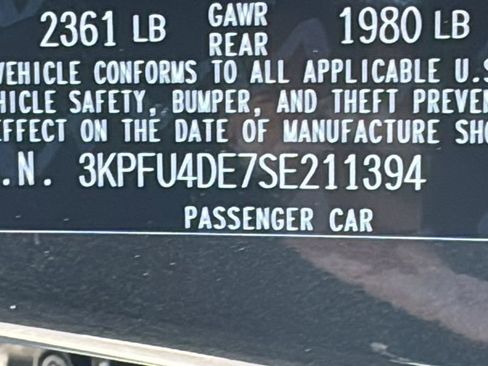 2361 LB GAWR REAR 1980 LB
VEHICLE CONFORMS TO ALL APPLICABLE U.S
HICLE SAFETY, BUMPER, AND THEFT PREVEN
EFFECT ON THE DATE OF MANUFACTURE SHO
.N. 3KPFU4DE7SE211394
PASSENGER CAR